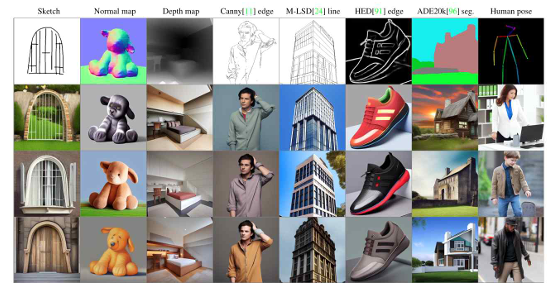 Sketch Normal map Depth map Canny[11] edge M-LSD[24] line HED[91] edge ADE20k[96] seg. Human pose